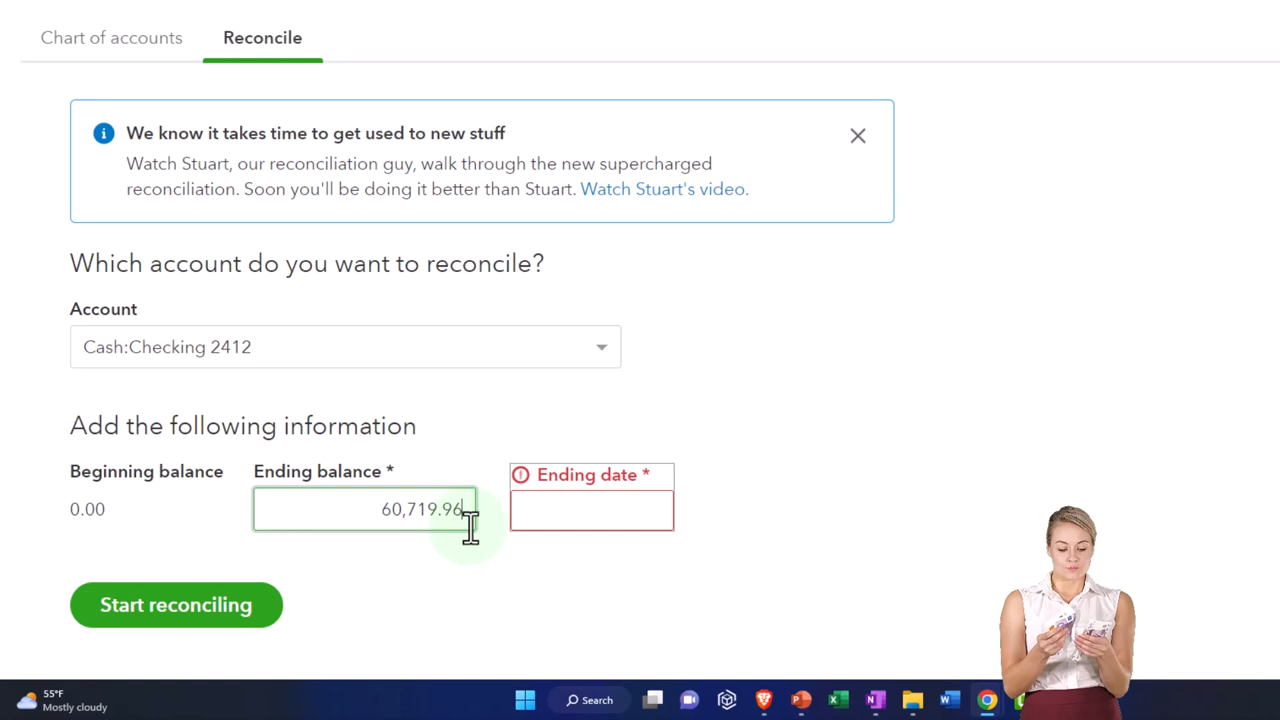 Chart of accounts
Reconcile
We know it takes time to get used to new stuff
Watch Stuart, our reconciliation guy, walk through the new supercharged
reconciliation. Soon you'll be doing it better than Stuart. Watch Stuart's video.
Which account do you want to reconcile?
Account
Cash:Checking 2412
Add the following information
Beginning balance
Ending balance *
Ending date *
0.00
60,719.96
Start reconciling
55°F
Mostly cloudy
Search